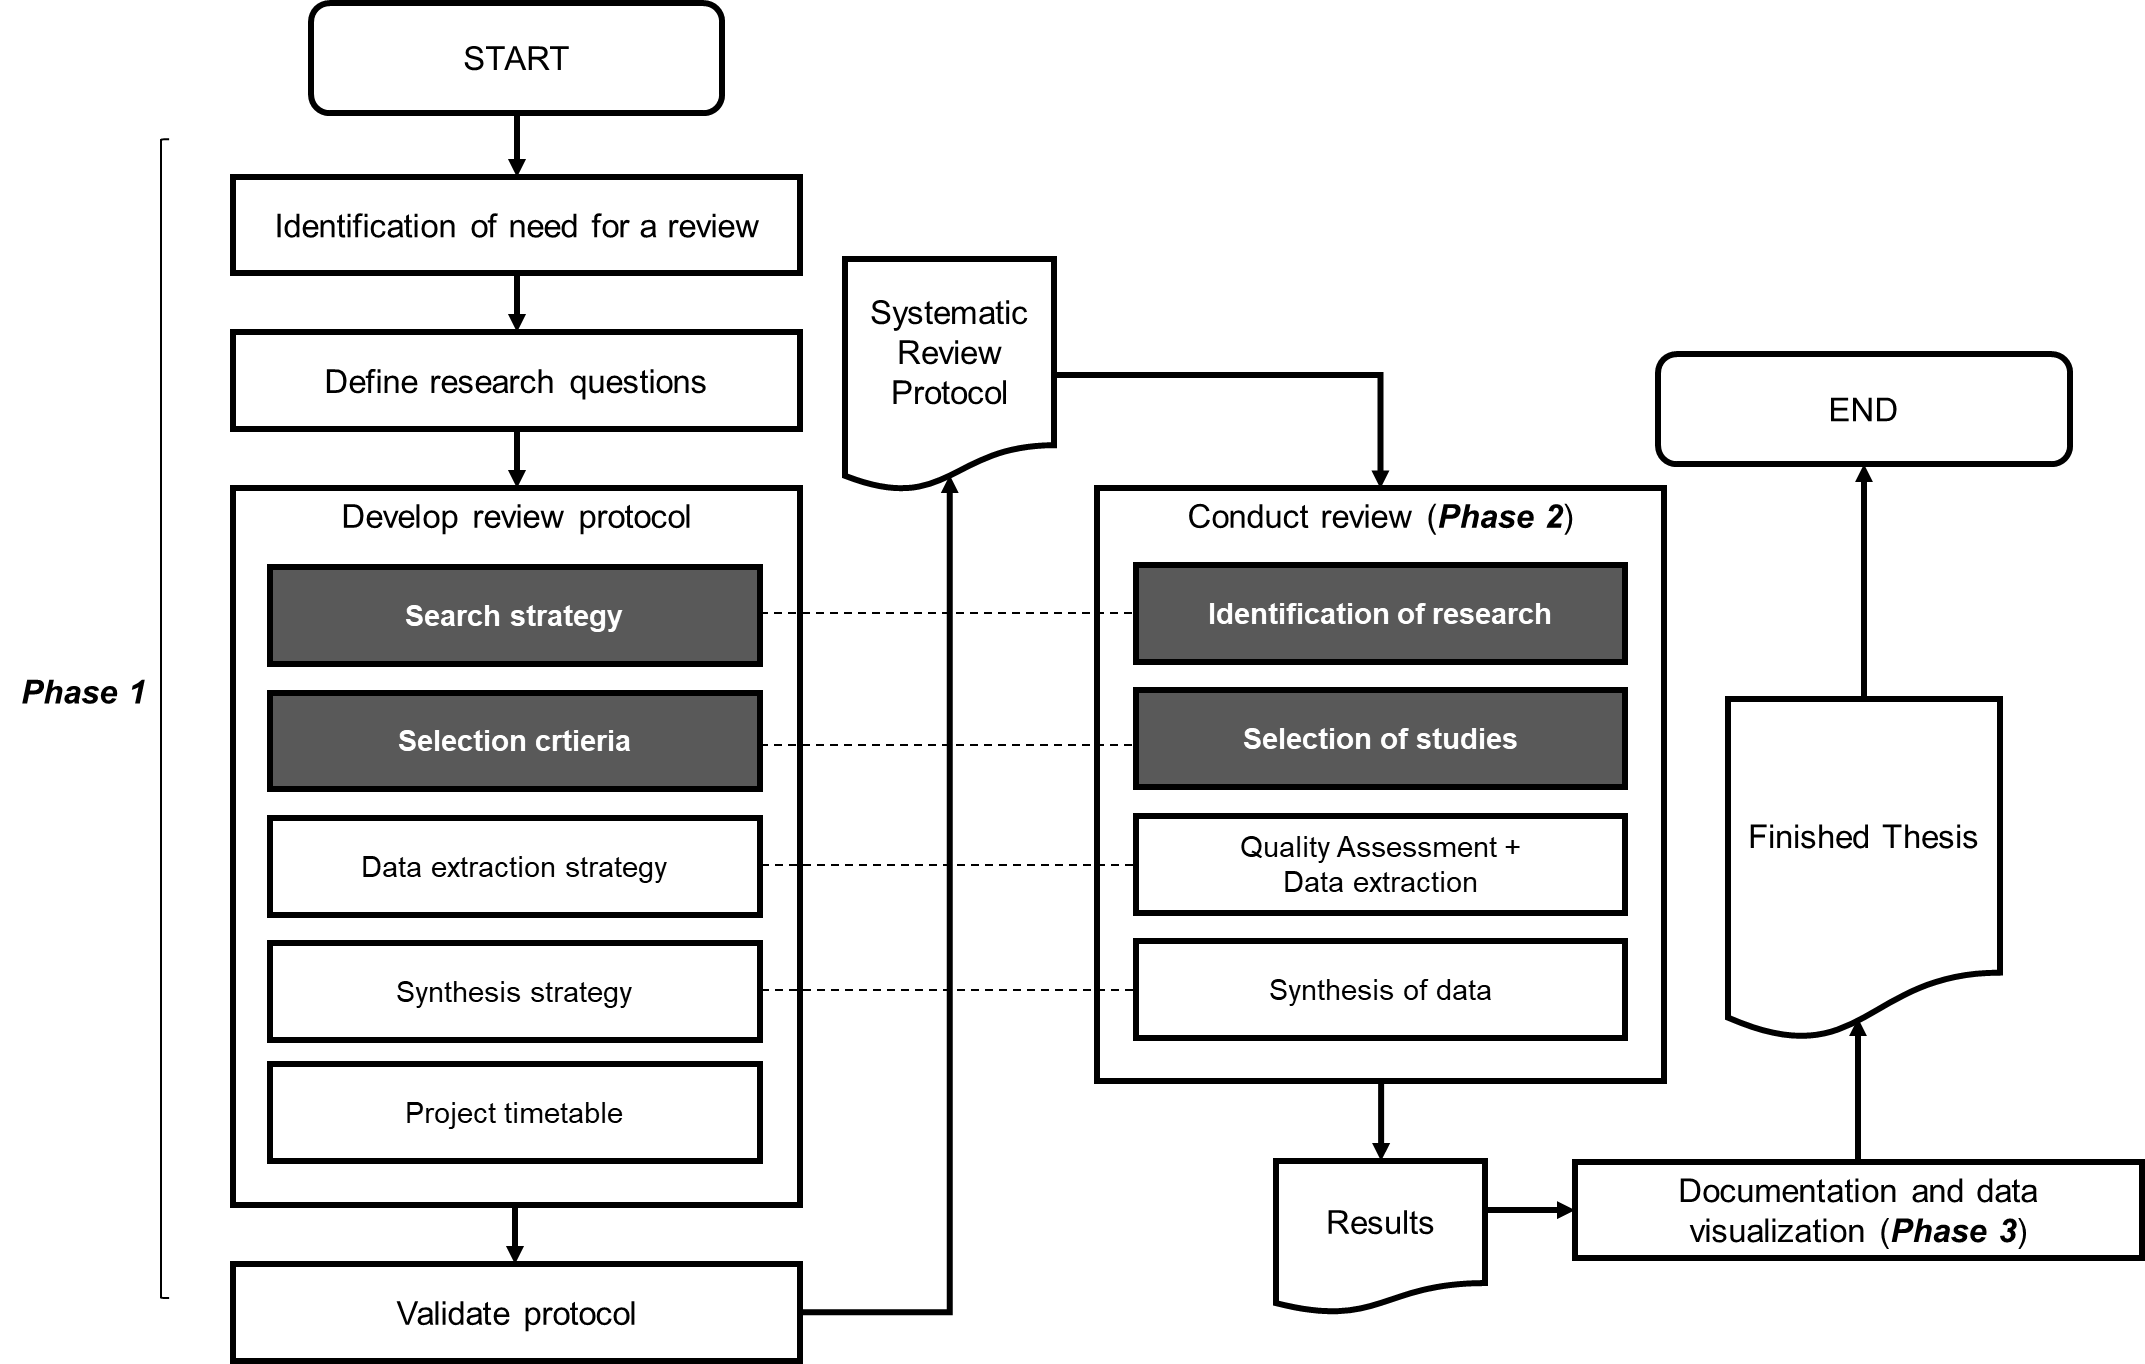 START
Identification of need for a review
Define research questions
Develop review protocol
Search strategy
Selection crtieria
Data extraction strategy
Synthesis strategy
Project timetable
Validate protocol
Phase 1
Systematic
Review
Protocol
Conduct review (Phase 2)
Identification of research
Selection of studies
Quality Assessment +
Data extraction
Synthesis of data
Results
Documentation and data
visualization (Phase 3)
Finished Thesis
END